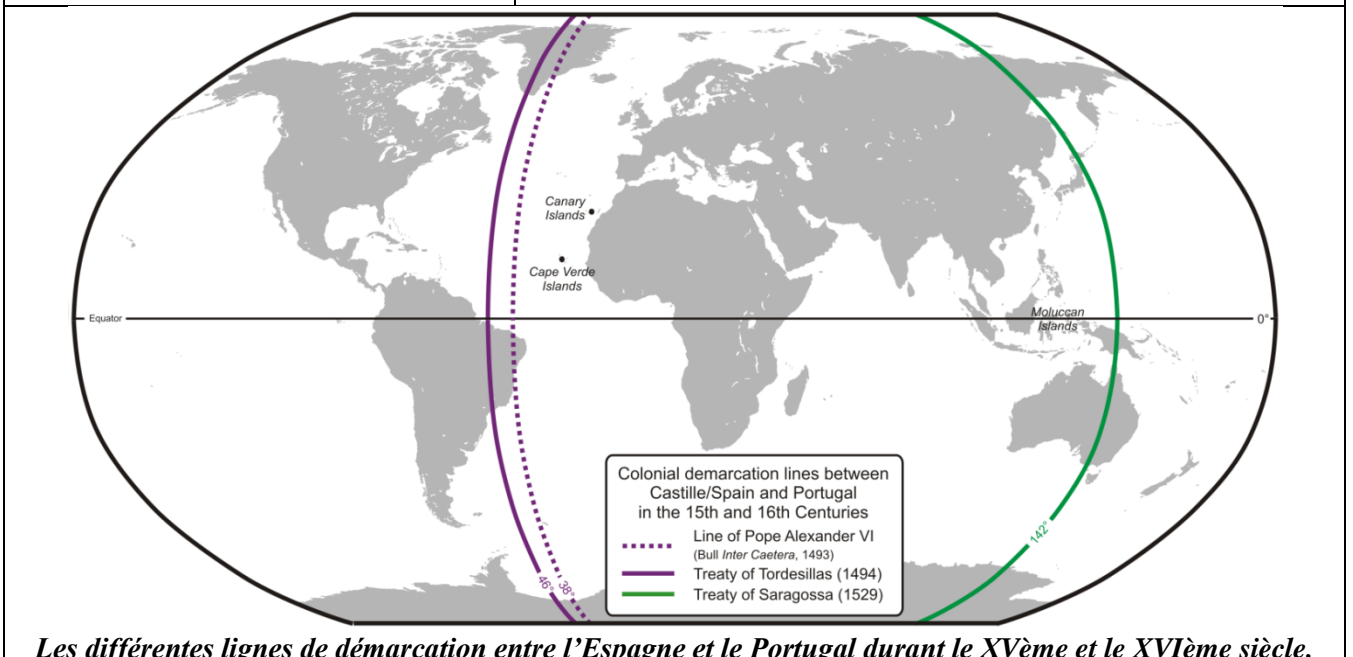 Canary
Islands
Cape Verde
Islands
Equator
Moluccan
Islands
0°
Colonial demarcation lines between
Castille/Spain and Portugal
in the 15th and 16th Centuries
Line of Pope Alexander VI
(Bull Inter Caetera, 1493)
Treaty of Tordesillas (1494)
Treaty of Saragossa (1529)
46°
38°
142°
Les différentes lignes de démarcation entre l'Espagne et le Portugal durant le XVème et le XVIème siècle.